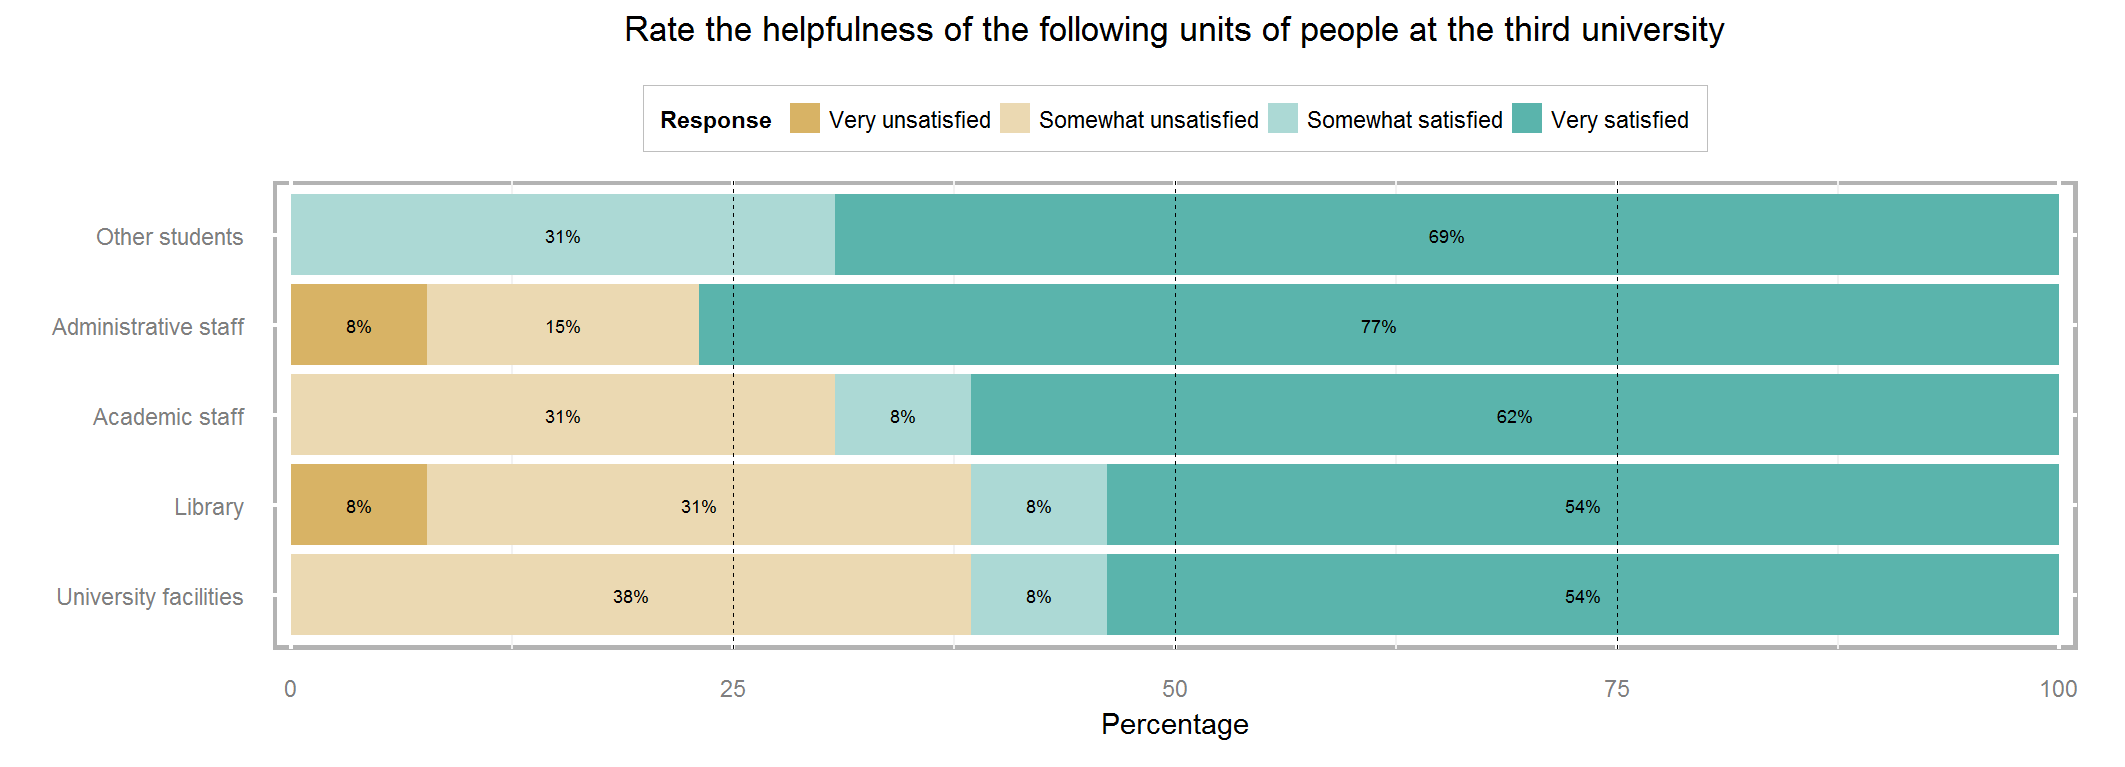 Rate the helpfulness of the following units of people at the third university
Response Very unsatisfied Somewhat unsatisfied Somewhat satisfied Very satisfied
Other students 31% 69%
Administrative staff 8% 15% 77%
Academic staff 31% 8% 62%
Library 8% 31% 8% 54%
University facilities 38% 8% 54%
0 25 50 75 100
Percentage